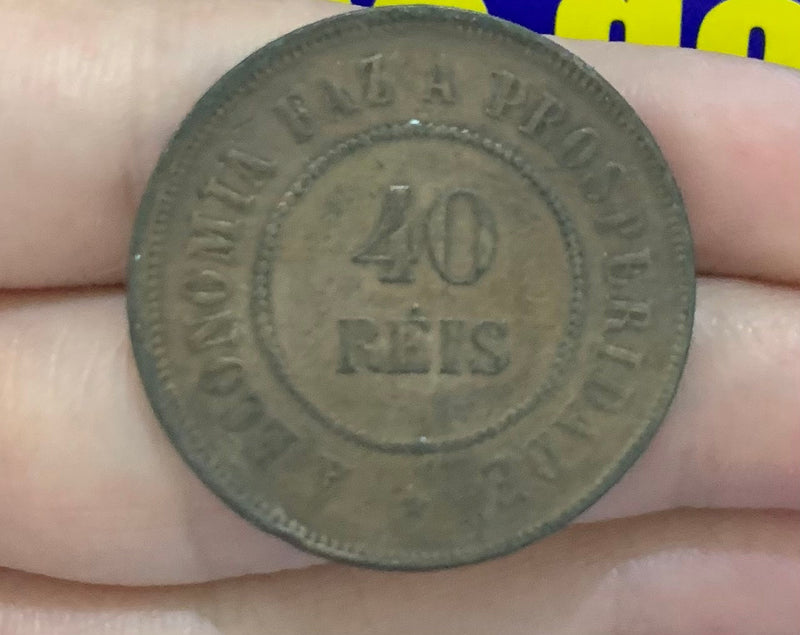 A ECONOMIA FAZ A PROSPERIDADE
40
RÉIS